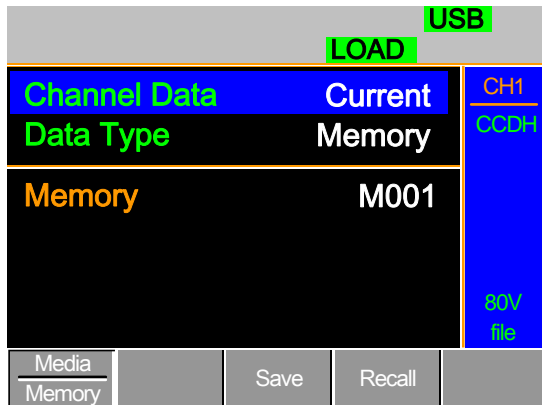 USB
LOAD
Channel Data Current
Data Type Memory
Memory M001
CH1
CCDH
80V
file
Media
Memory
Save
Recall